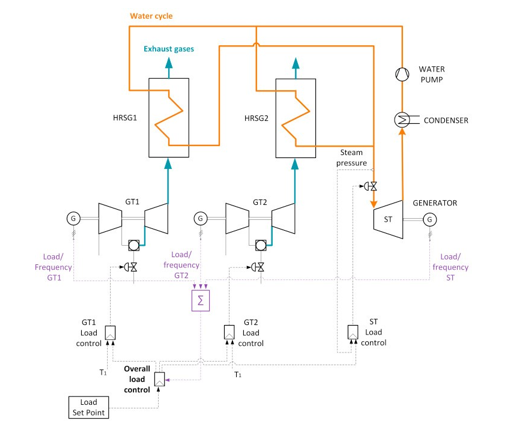 Water cycle
Exhaust gases
WATER
PUMP
HRSG1
HRSG2
CONDENSER
Steam
pressure
GT1
GT2
GENERATOR
G
G
ST
G
Load/
Frequency
GT1
Load/
frequency
GT2
Load/
frequency
ST
Σ
GT1
Load
control
GT2
Load
control
ST
Load
control
T1
Overall
load
control
T1
Load
Set Point